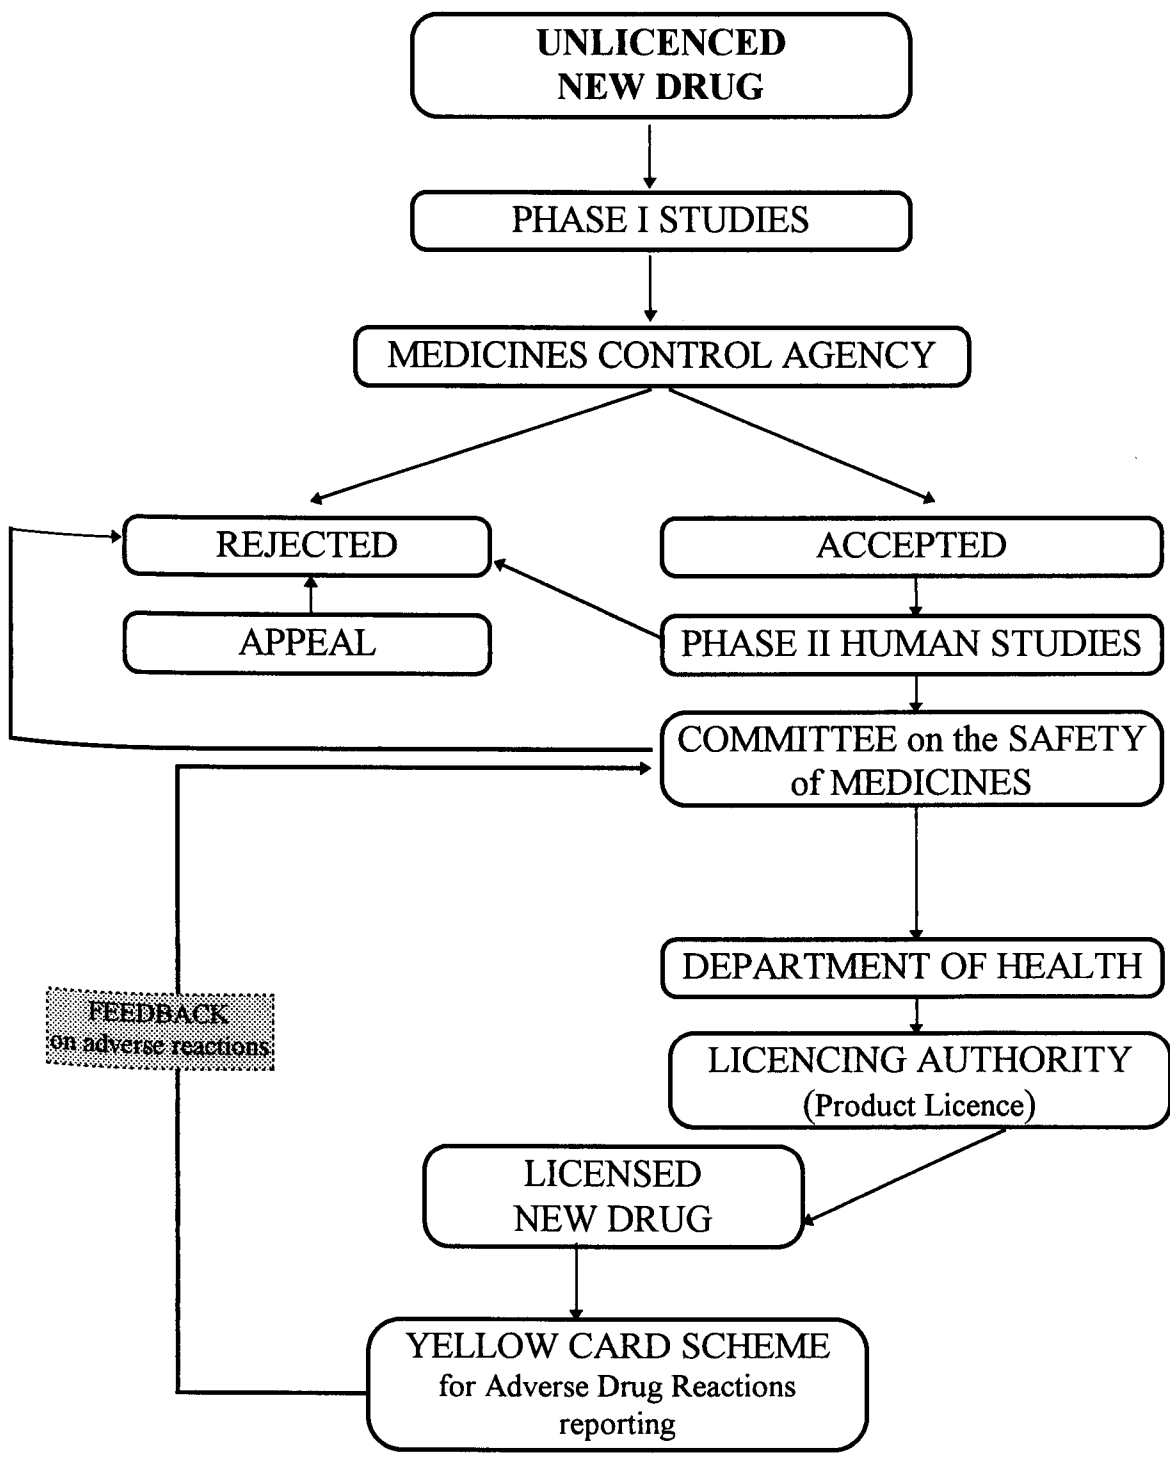 UNLICENCED
NEW DRUG
PHASE I STUDIES
MEDICINES CONTROL AGENCY
REJECTED
ACCEPTED
APPEAL
PHASE II HUMAN STUDIES
COMMITTEE on the SAFETY
of MEDICINES
DEPARTMENT OF HEALTH
FEEDBACK
on adverse reactions
LICENCING AUTHORITY
(Product Licence)
LICENSED
NEW DRUG
YELLOW CARD SCHEME
for Adverse Drug Reactions
reporting